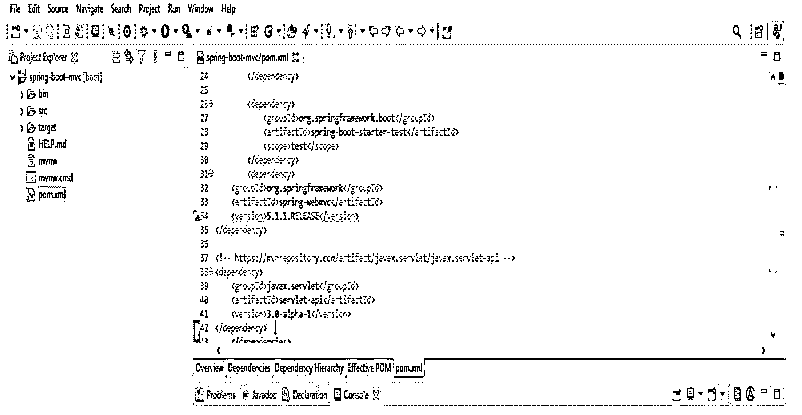 File Edit Source Navigate Search Project Run Window Help
Project Explorer
spring-boot-mvc [boot]
bin
src
target
HELP.md
mvnw
mvnw.cmd
pom.xml
spring-boot-mvc/pom.xml
24 </dependency>
25
26 <dependency>
27 <groupId>org.springframework.boot</groupId>
28 <artifactId>spring-boot-starter-test</artifactId>
29 <scope>test</scope>
30 </dependency>
31 <dependency>
32 <groupId>org.springframework</groupId>
33 <artifactId>spring-webmvc</artifactId>
34 <version>5.1.1.RELEASE</version>
35 </dependency>
36
37 <!-- https://mvnrepository.com/artifact/javax.servlet/javax.servlet-api -->
38 <dependency>
39 <groupId>javax.servlet</groupId>
40 <artifactId>servlet-api</artifactId>
41 <version>3.0-alpha-1</version>
42 </dependency>
43 </dependencies>
Overview Dependencies Dependency Hierarchy Effective POM pom.xml
Problems Javadoc Declaration Console